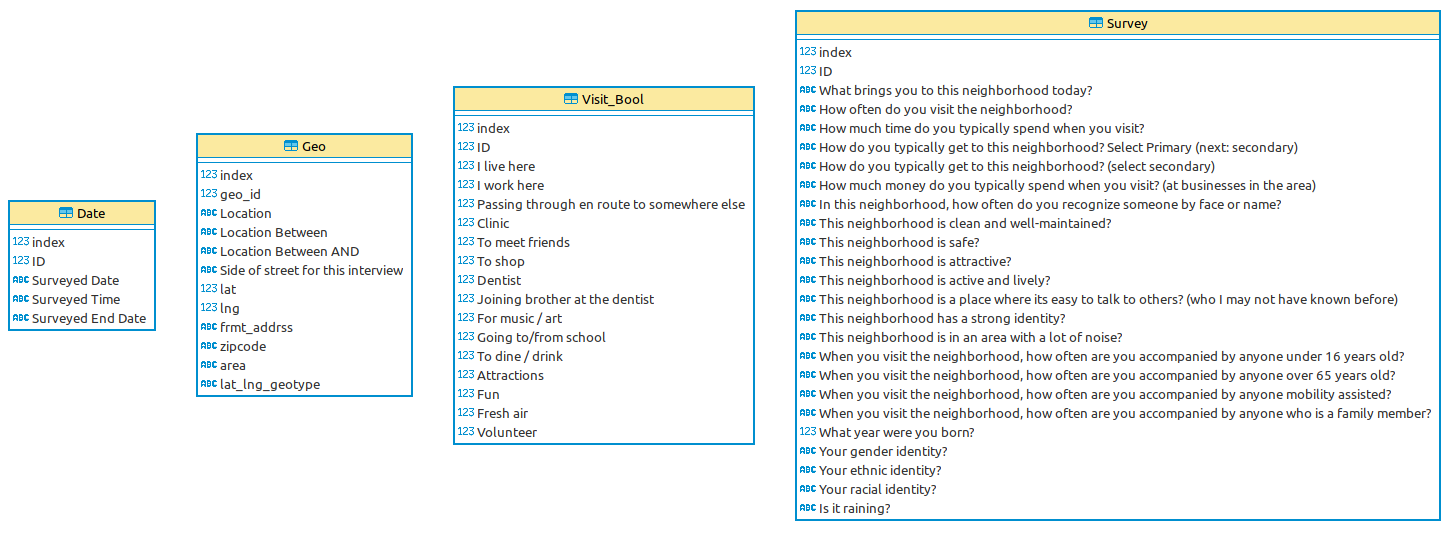 Date
123 index
123 ID
ABC Surveyed Date
ABC Surveyed Time
ABC Surveyed End Date
Geo
123 index
123 geo_id
ABC Location
ABC Location Between
ABC Location Between AND
ABC Side of street for this interview
123 lat
123 lng
ABC frmt_addrss
ABC zipcode
ABC area
ABC lat_lng_geotype
Visit_Bool
123 index
123 ID
123 I live here
123 I work here
123 Passing through en route to somewhere else
123 Clinic
123 To meet friends
123 To shop
123 Dentist
123 Joining brother at the dentist
123 For music / art
123 Going to/from school
123 To dine / drink
123 Attractions
123 Fun
123 Fresh air
123 Volunteer
Survey
123 index
123 ID
ABC What brings you to this neighborhood today?
ABC How often do you visit the neighborhood?
ABC How much time do you typically spend when you visit?
ABC How do you typically get to this neighborhood? Select Primary (next: secondary)
ABC How do you typically get to this neighborhood? (select secondary)
ABC How much money do you typically spend when you visit? (at businesses in the area)
ABC In this neighborhood, how often do you recognize someone by face or name?
ABC This neighborhood is clean and well-maintained?
ABC This neighborhood is safe?
ABC This neighborhood is attractive?
ABC This neighborhood is active and lively?
ABC This neighborhood is a place where its easy to talk to others? (who I may not have known before)
ABC This neighborhood has a strong identity?
ABC This neighborhood is in an area with a lot of noise?
ABC When you visit the neighborhood, how often are you accompanied by anyone under 16 years old?
ABC When you visit the neighborhood, how often are you accompanied by anyone over 65 years old?
ABC When you visit the neighborhood, how often are you accompanied by anyone mobility assisted?
ABC When you visit the neighborhood, how often are you accompanied by anyone who is a family member?
123 What year were you born?
ABC Your gender identity?
ABC Your ethnic identity?
ABC Your racial identity?
ABC Is it raining?